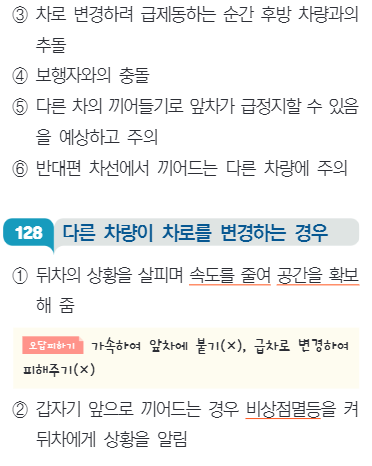 ③ 차로 변경하려 급제동하는 순간 후방 차량과의
추돌
④ 보행자와의 충돌
⑤ 다른 차의 끼어들기로 앞차가 급정지할 수 있음
을 예상하고 주의
⑥ 반대편 차선에서 끼어드는 다른 차량에 주의
128 다른 차량이 차로를 변경하는 경우
① 뒤차의 상황을 살피며 속도를 줄여 공간을 확보
해 줌
오답피하기 가속하여 앞차에 붙기(×), 급차로 변경하여
피해주기(×)
② 갑자기 앞으로 끼어드는 경우 비상점멸등을 켜
뒤차에게 상황을 알림